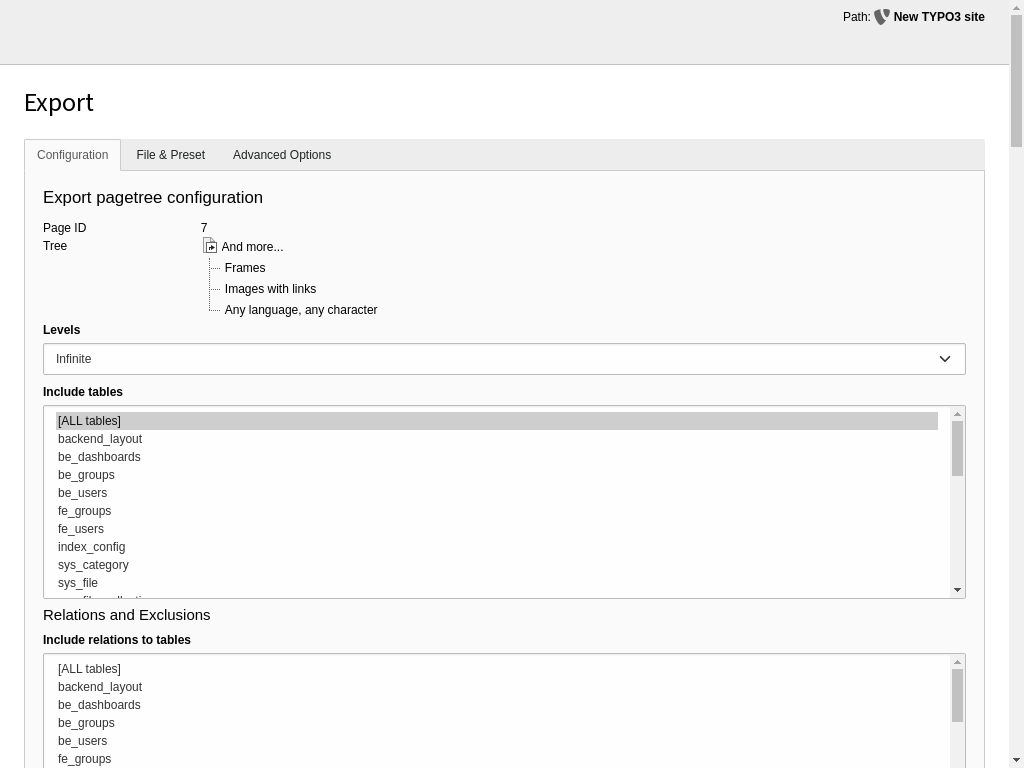 Path: New TYPO3 site
Export
Configuration File & Preset Advanced Options
Export pagetree configuration
Page ID 7
Tree And more...
Frames
Images with links
Any language, any character
Levels
Infinite
Include tables
[ALL tables]
backend_layout
be_dashboards
be_groups
be_users
fe_groups
fe_users
index_config
sys_category
sys_file
Relations and Exclusions
Include relations to tables
[ALL tables]
backend_layout
be_dashboards
be_groups
be_users
fe_groups